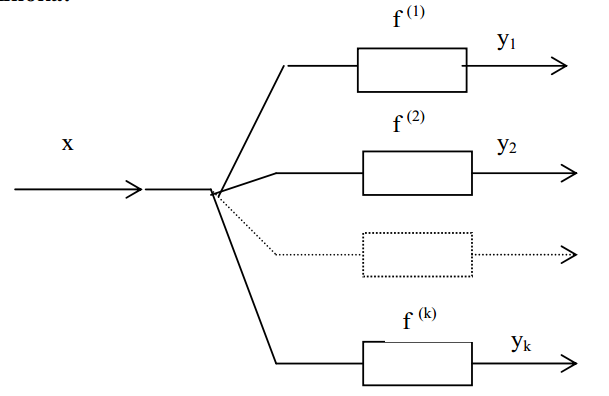 f (1)
y1
f (2)
x
y2
f (k)
yk